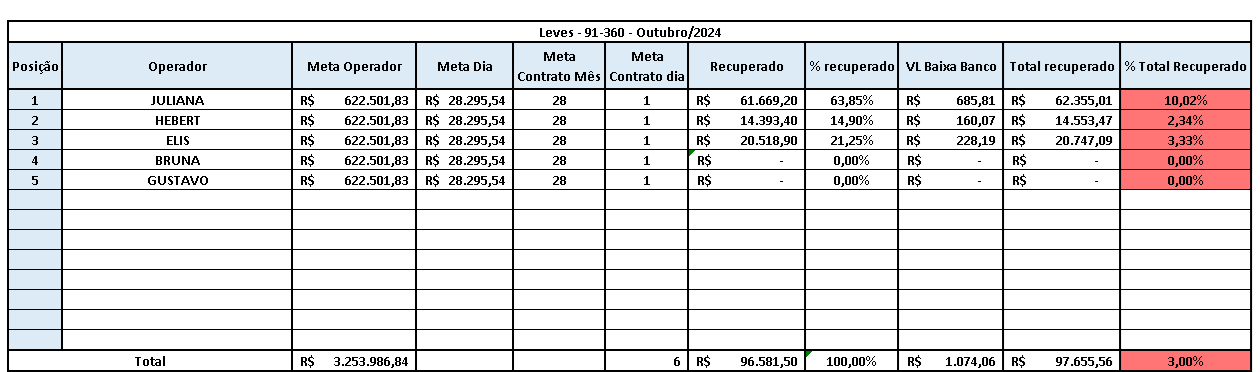 Leves - 91-360 - Outubro/2024
Posição Operador Meta Operador Meta Dia Meta Contrato Mês Meta Contrato dia Recuperado % recuperado VL Baixa Banco Total recuperado % Total Recuperado
1 JULIANA R$ 622.501,83 R$ 28.295,54 28 1 R$ 61.669,20 63,85% R$ 685,81 R$ 62.355,01 10,02%
2 HEBERT R$ 622.501,83 R$ 28.295,54 28 1 R$ 14.393,40 14,90% R$ 160,07 R$ 14.553,47 2,34%
3 ELIS R$ 622.501,83 R$ 28.295,54 28 1 R$ 20.518,90 21,25% R$ 228,19 R$ 20.747,09 3,33%
4 BRUNA R$ 622.501,83 R$ 28.295,54 28 1 R$ - 0,00% R$ - R$ - 0,00%
5 GUSTAVO R$ 622.501,83 R$ 28.295,54 28 1 R$ - 0,00% R$ - R$ - 0,00%
Total R$ 3.253.986,84 6 R$ 96.581,50 100,00% R$ 1.074,06 R$ 97.655,56 3,00%